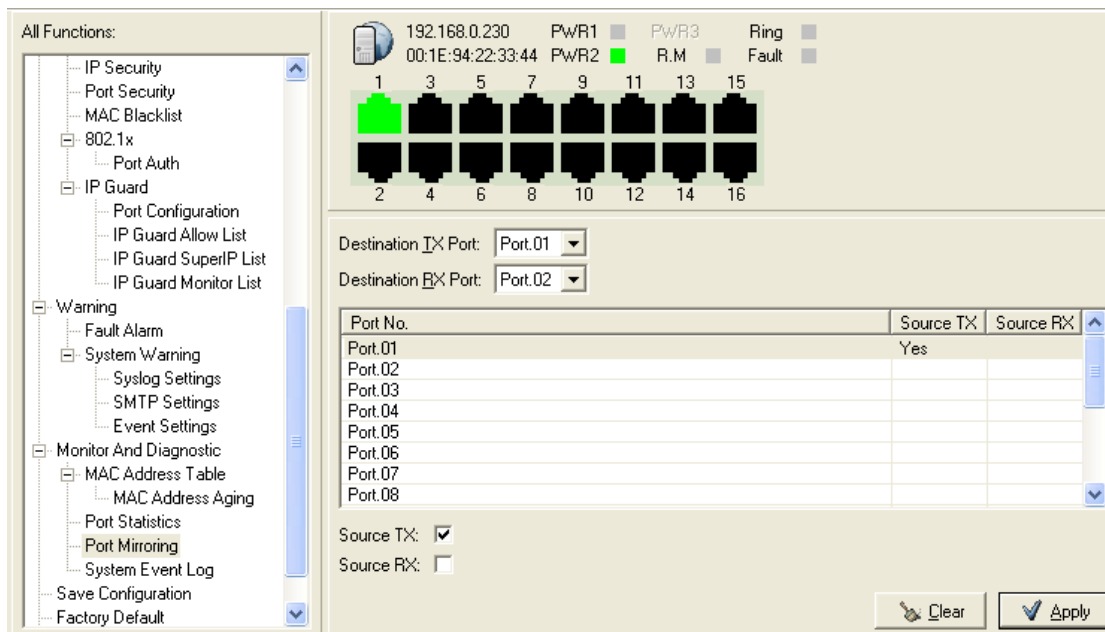 All Functions:
IP Security
Port Security
MAC Blacklist
802.1x
Port Auth
IP Guard
Port Configuration
IP Guard Allow List
IP Guard SuperIP List
IP Guard Monitor List
Warning
Fault Alarm
System Warning
Syslog Settings
SMTP Settings
Event Settings
Monitor And Diagnostic
MAC Address Table
MAC Address Aging
Port Statistics
Port Mirroring
System Event Log
Save Configuration
Factory Default
192.168.0.230 PWR1 PWR3 Ring
00:1E:94:22:33:44 PWR2 R.M Fault
1 3 5 7 9 11 13 15
2 4 6 8 10 12 14 16
Destination TX Port: Port.01
Destination RX Port: Port.02
Port No. Source TX Source RX
Port.01 Yes
Port.02
Port.03
Port.04
Port.05
Port.06
Port.07
Port.08
Source TX:
Source RX:
Clear Apply